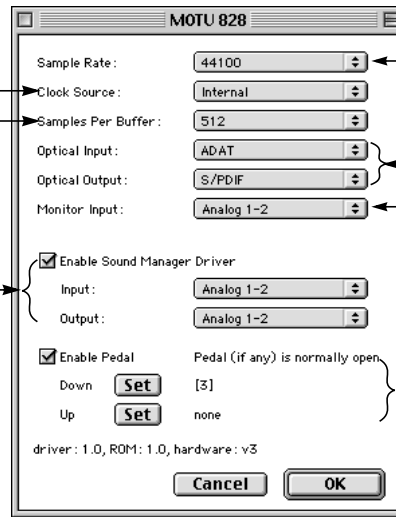 MOTU 828
Sample Rate: 44100
Clock Source: Internal
Samples Per Buffer: 512
Optical Input: ADAT
Optical Output: S/PDIF
Monitor Input: Analog 1-2
Enable Sound Manager Driver
Input: Analog 1-2
Output: Analog 1-2
Enable Pedal Pedal (if any) is normally open
Down Set [3]
Up Set none
driver: 1.0, ROM: 1.0, hardware: v3
Cancel OK